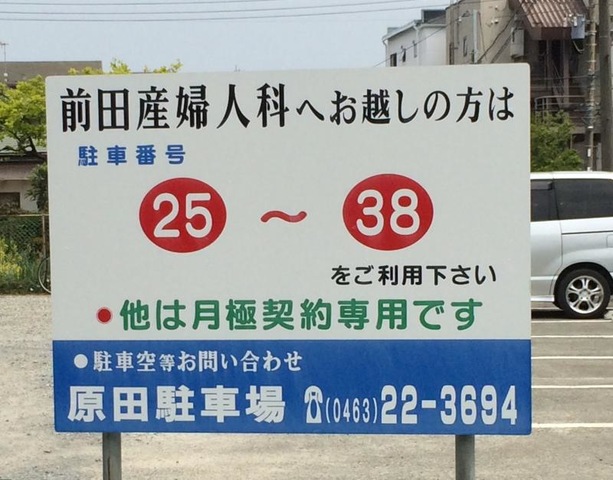 前田産婦人科へお越しの方は
駐車番号
25 〜 38
をご利用下さい
●他は月極契約専用です
●駐車空等お問い合わせ
原田駐車場 ☎(0463)22-3694